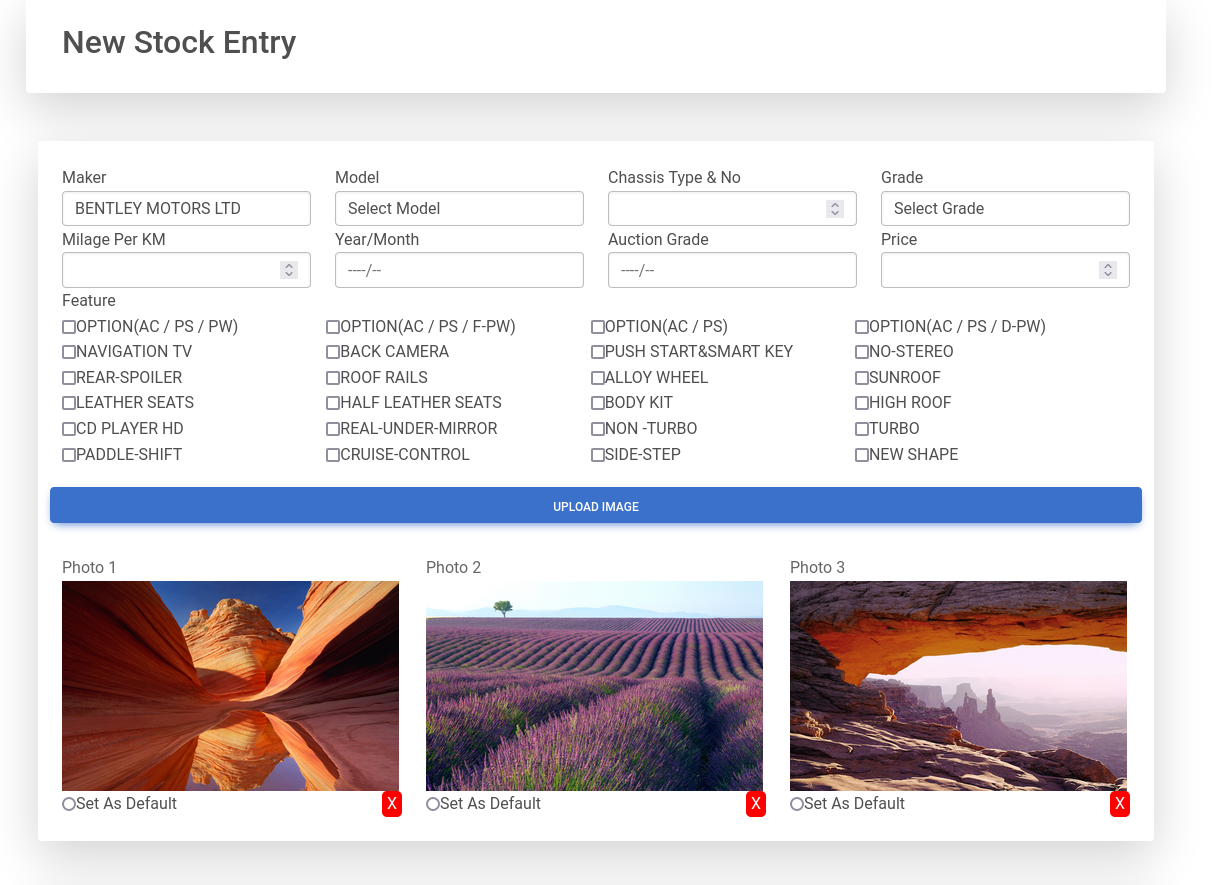 New Stock Entry
Maker Model Chassis Type & No Grade
BENTLEY MOTORS LTD Select Model Select Grade
Milage Per KM Year/Month Auction Grade Price
----/-- ----/--
Feature
OPTION(AC / PS / PW) OPTION(AC / PS / F-PW) OPTION(AC / PS) OPTION(AC / PS / D-PW)
NAVIGATION TV BACK CAMERA PUSH START&SMART KEY NO-STEREO
REAR-SPOILER ROOF RAILS ALLOY WHEEL SUNROOF
LEATHER SEATS HALF LEATHER SEATS BODY KIT HIGH ROOF
CD PLAYER HD REAL-UNDER-MIRROR NON -TURBO TURBO
PADDLE-SHIFT CRUISE-CONTROL SIDE-STEP NEW SHAPE
UPLOAD IMAGE
Photo 1 Photo 2 Photo 3
Set As Default X Set As Default X Set As Default X